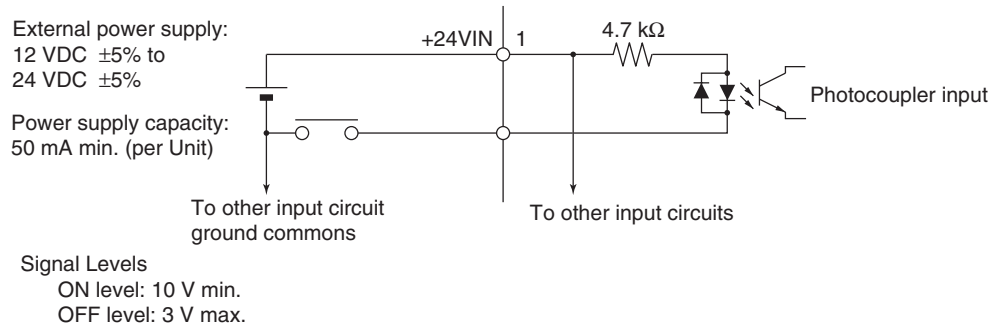 External power supply:
12 VDC ±5% to
24 VDC ±5%
Power supply capacity:
50 mA min. (per Unit)
+24VIN 1
4.7 kΩ
Photocoupler input
To other input circuit
ground commons
To other input circuits
Signal Levels
ON level: 10 V min.
OFF level: 3 V max.